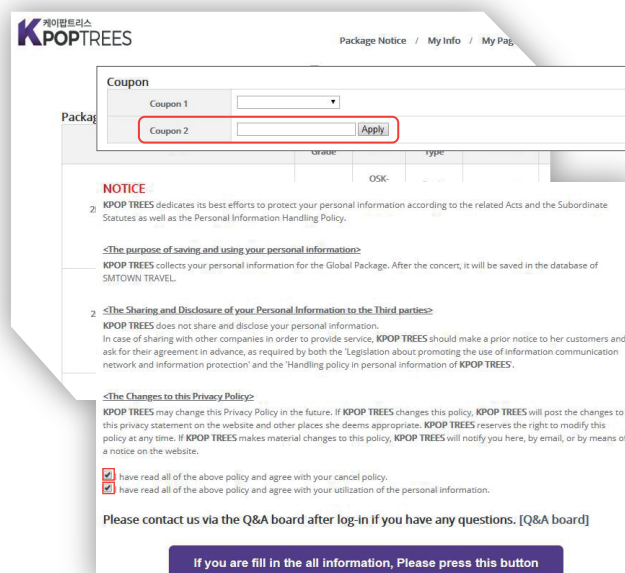 케이팝트리스
KPOPTREES
Package Notice / My Info / My Pag
Coupon
Coupon 1
Coupon 2 Apply
Packag
Grade Type
OSK-
NOTICE
KPOP TREES dedicates its best efforts to protect your personal information according to the related Acts and the Subordinate
Statutes as well as the Personal Information Handling Policy.
<The purpose of saving and using your personal information>
KPOP TREES collects your personal information for the Global Package. After the concert, it will be saved in the database of
SMTOWN TRAVEL.
<The Sharing and Disclosure of your Personal Information to the Third parties>
KPOP TREES does not share and disclose your personal information.
In case of sharing with other companies in order to provide service, KPOP TREES should make a prior notice to her customers and
ask for their agreement in advance, as required by both the 'Legislation about promoting the use of information communication
network and information protection' and the 'Handling policy in personal information of KPOP TREES'.
<The Changes to this Privacy Policy>
KPOP TREES may change this Privacy Policy in the future. If KPOP TREES changes this policy, KPOP TREES will post the changes to
this privacy statement on the website and other places she deems appropriate. KPOP TREES reserves the right to modify this
policy at any time. If KPOP TREES makes material changes to this policy, KPOP TREES will notify you here, by email, or by means of
a notice on the website.
have read all of the above policy and agree with your cancel policy.
have read all of the above policy and agree with your utilization of the personal information.
Please contact us via the Q&A board after log-in if you have any questions. [Q&A board]
If you are fill in the all information, Please press this button